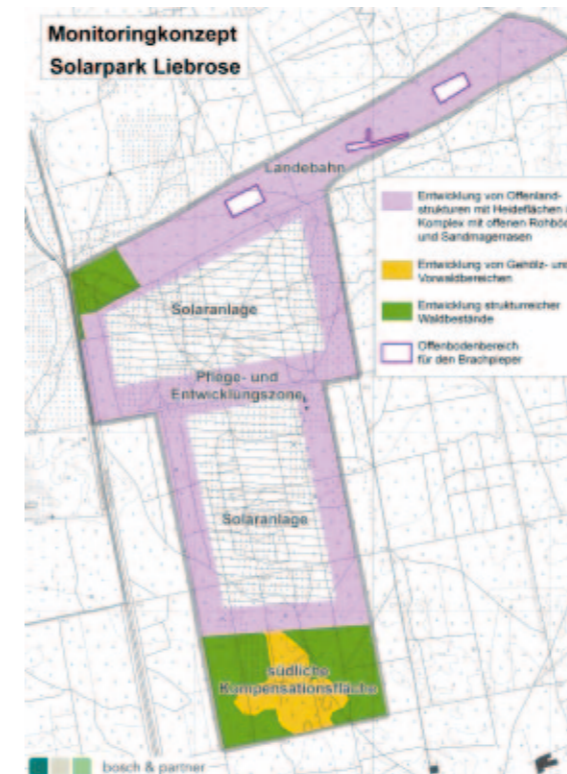 Monitoringkonzept
Solarpark Liebrose
Landebahn
Entwicklung von Offenland-
strukturen mit Heideflächen
Komplex mit offenen Rohböd
und Sandmagerrasen
Entwicklung von Gehölz- und
Vorwaldbereichen
Entwicklung strukturreicher
Waldbestände
Offenbodenbereich
für den Brachpieper
Solaranlage
Pflege- und
Entwicklungszone
Solaranlage
südliche
Kompensationsfläche
bosch & partner